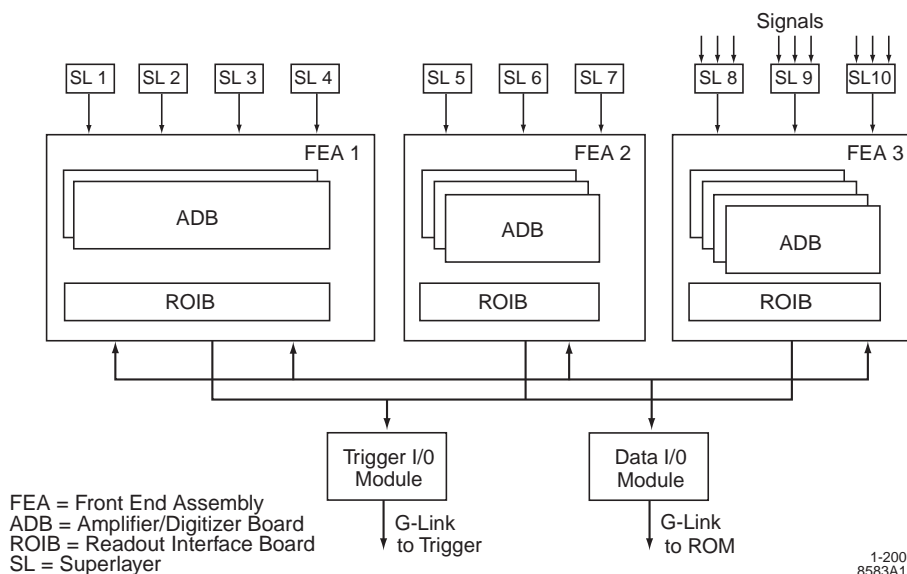 Signals
SL 1 SL 2 SL 3 SL 4 SL 5 SL 6 SL 7 SL 8 SL 9 SL10
FEA 1 FEA 2 FEA 3
ADB ADB ADB
ROIB ROIB ROIB
Trigger I/0
Module
Data I/0
Module
G-Link
to Trigger
G-Link
to ROM
FEA = Front End Assembly
ADB = Amplifier/Digitizer Board
ROIB = Readout Interface Board
SL = Superlayer
1-200
8583A1